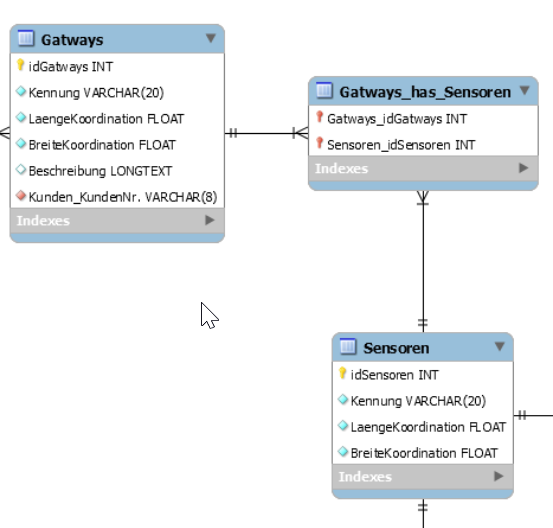 Gatways
idGatways INT
Kennung VARCHAR(20)
LaengeKoordination FLOAT
BreiteKoordination FLOAT
Beschreibung LONGTEXT
Kunden_KundenNr. VARCHAR(8)
Indexes
Gatways_has_Sensoren
Gatways_idGatways INT
Sensoren_idSensoren INT
Indexes
Sensoren
idSensoren INT
Kennung VARCHAR(20)
LaengeKoordination FLOAT
BreiteKoordination FLOAT
Indexes